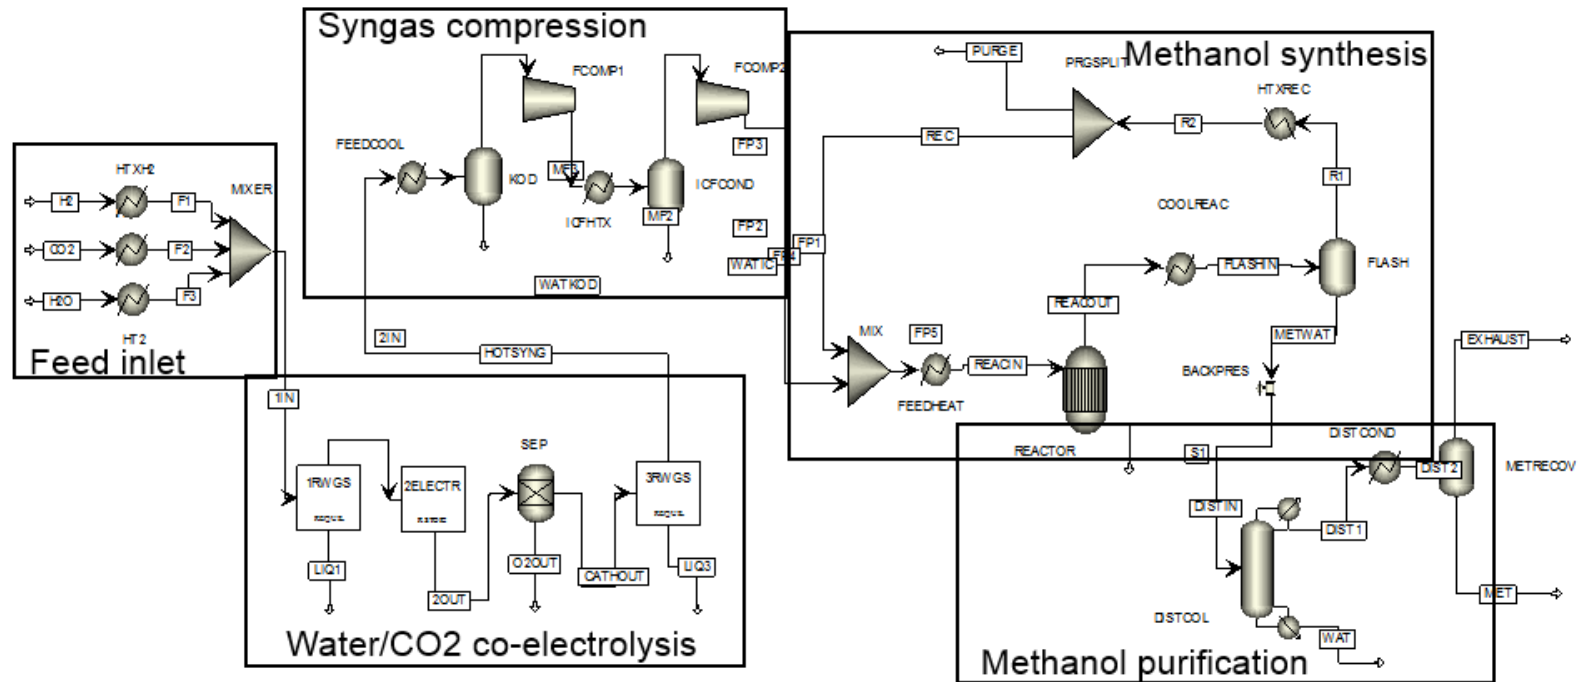 Syngas compression
FCOMP1
FCOMP2
FEEDCOOL
KOD
MF3
ICFHTX
ICFCOND
MF2
FP3
FP2
WATIC
WATKOD
Methanol synthesis
PURGE
PRGSPLIT
HTXREC
REC
R2
R1
COOLREAC
FP1
FLASHIN
FLASH
REACOUT
MIX
FP5
REACIN
FEEDHEAT
METWAT
BACKPRES
REACTOR
S1
HTXH2
MIXER
H2
F1
CO2
F2
H2O
F3
HT2
Feed inlet
1IN
2IN
HOTSYNG
1RWGS
2ELECTR
SEP
3RWGS
LIQ1
2OUT
O2OUT
CATHOUT
LIQ3
Water/CO2 co-electrolysis
EXHAUST
DISTCOND
DIST2
METRECOV
DISTIN
DIST1
MET
DISTCOL
WAT
Methanol purification